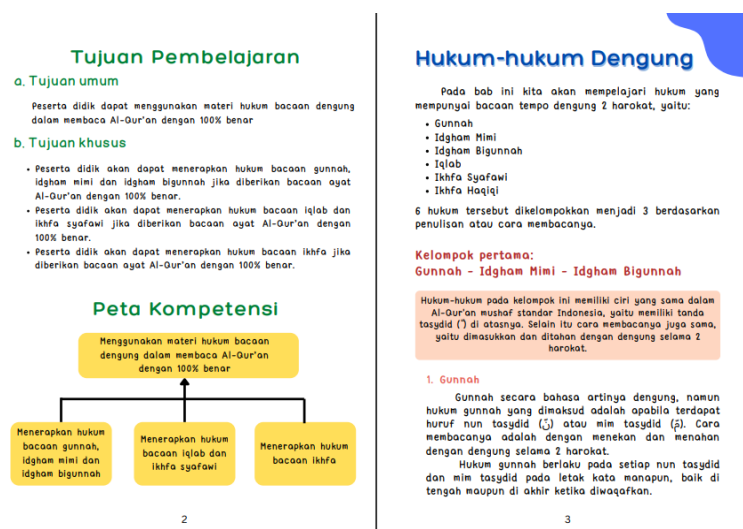 Tujuan Pembelajaran
a. Tujuan umum
Peserta didik dapat menggunakan materi hukum bacaan dengung
dalam membaca Al-Qur'an dengan 100% benar
b. Tujuan khusus
• Peserta didik akan dapat menerapkan hukum bacaan gunnah,
idgham mimi dan idgham bigunnah jika diberikan bacaan ayat
Al-Qur'an dengan 100% benar.
• Peserta didik akan dapat menerapkan hukum bacaan iqlab dan
ikhfa syafawi jika diberikan bacaan ayat Al-Qur'an dengan
100% benar.
• Peserta didik akan dapat menerapkan hukum bacaan ikhfa jika
diberikan bacaan ayat Al-Qur'an dengan 100% benar.
Peta Kompetensi
Menggunakan materi hukum bacaan
dengung dalam membaca Al-Qur'an
dengan 100% benar
Menerapkan hukum
bacaan gunnah,
idgham mimi dan
idgham bigunnah
Menerapkan hukum
bacaan iqlab dan
ikhfa syafawi
Menerapkan hukum
bacaan ikhfa
2
Hukum-hukum Dengung
Pada bab ini kita akan mempelajari hukum yang
mempunyai bacaan tempo dengung 2 harokat, yaitu:
• Gunnah
• Idgham Mimi
• Idgham Bigunnah
• Iqlab
• Ikhfa Syafawi
• Ikhfa Haqiqi
6 hukum tersebut dikelompokkan menjadi 3 berdasarkan
penulisan atau cara membacanya.
Kelompok pertama:
Gunnah - Idgham Mimi - Idgham Bigunnah
Hukum-hukum pada kelompok ini memiliki ciri yang sama dalam
Al-Qur'an mushaf standar Indonesia, yaitu memiliki tanda
tasydid (ّ) di atasnya. Selain itu cara membacanya juga sama,
yaitu dimasukkan dan ditahan dengan dengung selama 2
harokat.
1. Gunnah
Gunnah secara bahasa artinya dengung, namun
hukum gunnah yang dimaksud adalah apabila terdapat
huruf nun tasydid (نّ) atau mim tasydid (مّ). Cara
membacanya adalah dengan menekan dan menahan
dengan dengung selama 2 harokat.
Hukum gunnah berlaku pada setiap nun tasydid
dan mim tasydid pada letak kata manapun, baik di
tengah maupun di akhir ketika diwaqafkan.
3